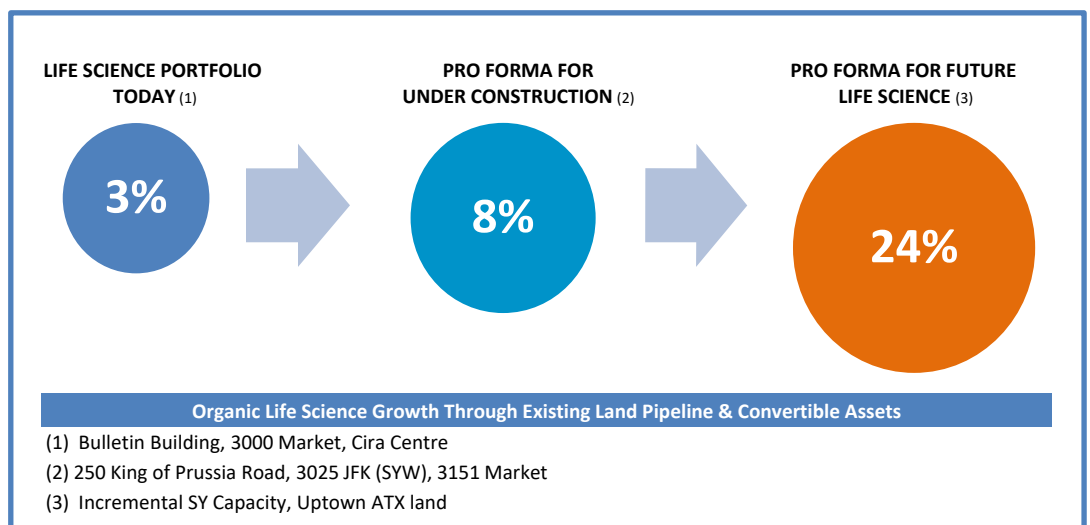 LIFE SCIENCE PORTFOLIO
TODAY (1)
PRO FORMA FOR
UNDER CONSTRUCTION (2)
PRO FORMA FOR FUTURE
LIFE SCIENCE (3)
3%
8%
24%
Organic Life Science Growth Through Existing Land Pipeline & Convertible Assets
(1) Bulletin Building, 3000 Market, Cira Centre
(2) 250 King of Prussia Road, 3025 JFK (SYW), 3151 Market
(3) Incremental SY Capacity, Uptown ATX land